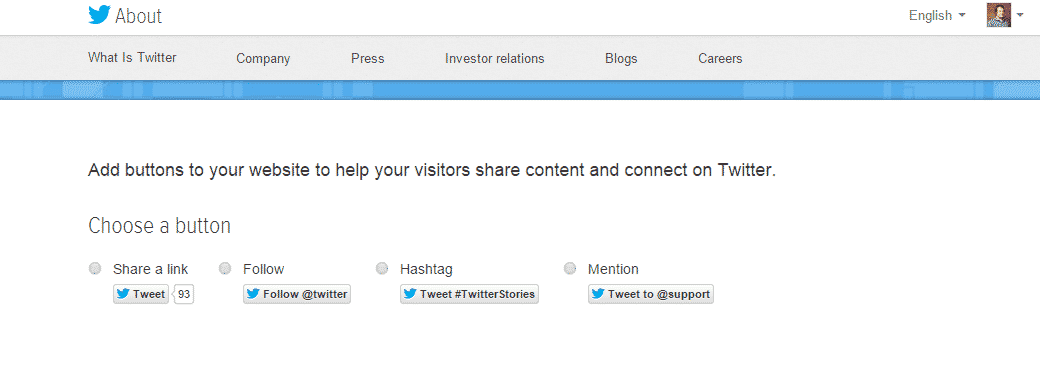 About
English
What Is Twitter Company Press Investor relations Blogs Careers
Add buttons to your website to help your visitors share content and connect on Twitter.
Choose a button
Share a link Follow Hashtag Mention
Tweet 93 Follow @twitter Tweet #TwitterStories Tweet to @support